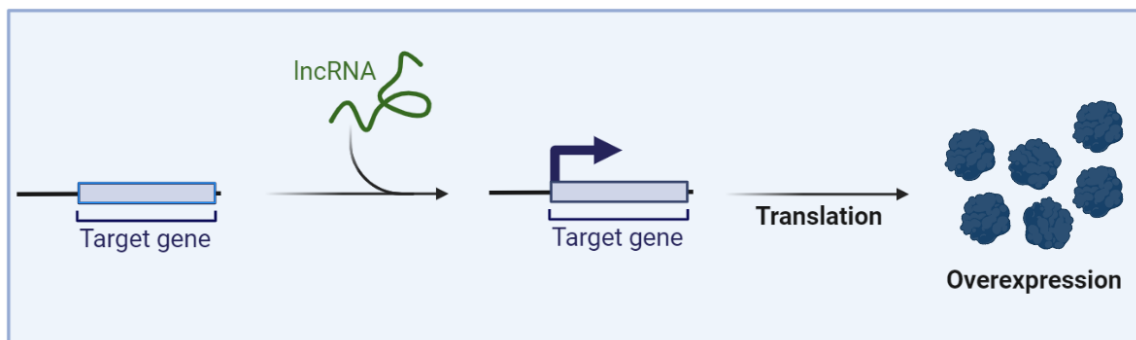 lncRNA
Target gene
Target gene
Translation
Overexpression